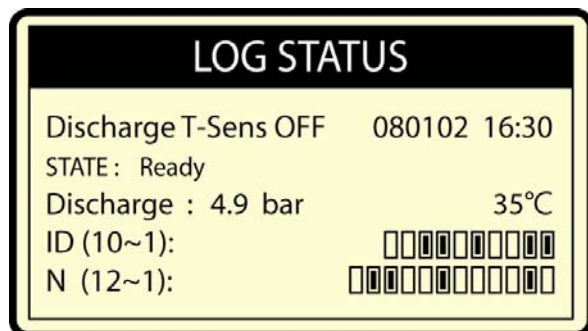 LOG STATUS
Discharge T-Sens OFF 080102 16:30
STATE : Ready
Discharge : 4.9 bar 35℃
ID (10~1):
N (12~1):